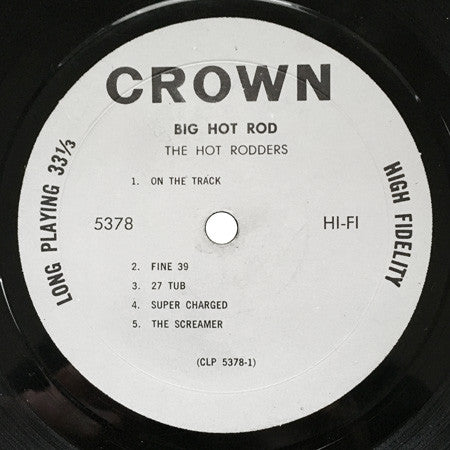 CROWN
BIG HOT ROD
THE HOT RODDERS
1. ON THE TRACK
LONG PLAYING 33⅓
5378
HI-FI
HIGH FIDELITY
2. FINE 39
3. 27 TUB
4. SUPER CHARGED
5. THE SCREAMER
(CLP 5378-1)